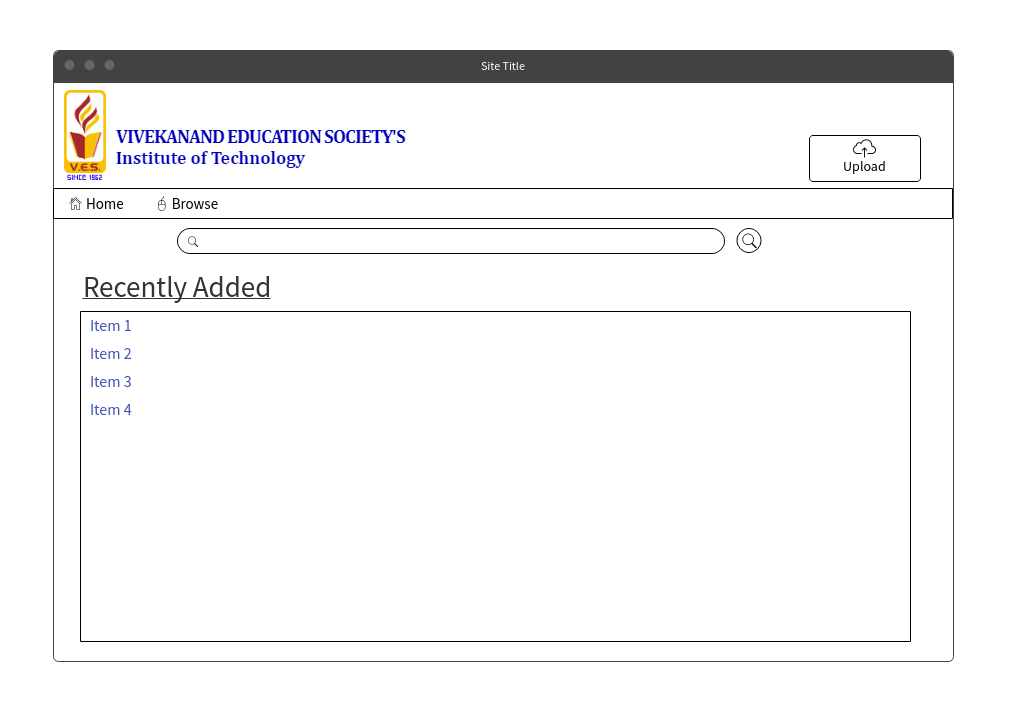 Site Title
V.E.S.
SINCE 1962
VIVEKANAND EDUCATION SOCIETY'S
Institute of Technology
Upload
Home
Browse
Recently Added
Item 1
Item 2
Item 3
Item 4